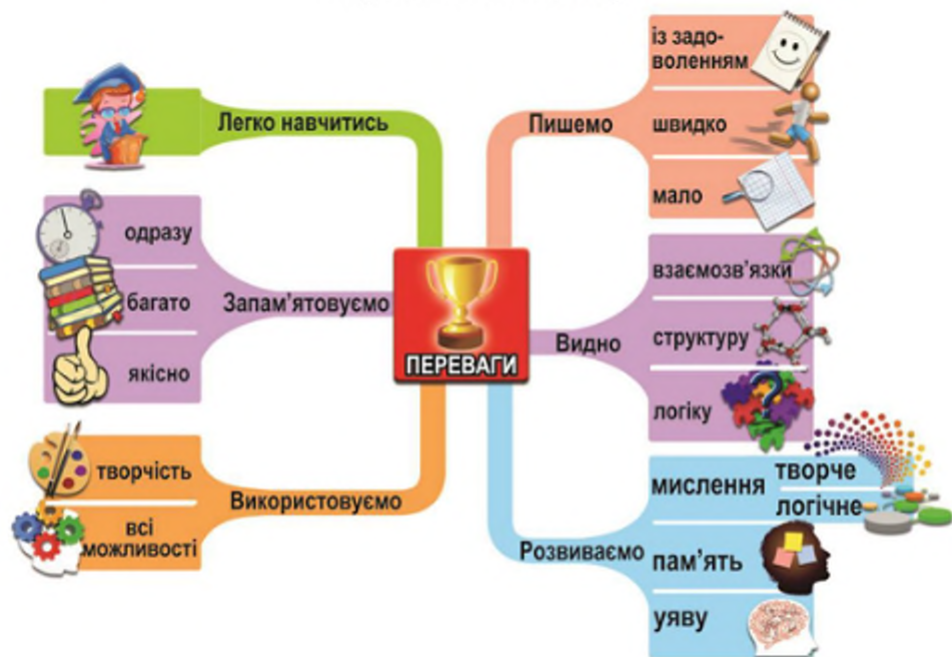 ПЕРЕВАГИ
Легко навчитись
Запам’ятовуємо
одразу
багато
якісно
Використовуємо
творчість
всі
можливості
Пишемо
із задо-
воленням
швидко
мало
Видно
взаємозв’язки
структуру
логіку
Розвиваємо
мислення
творче
логічне
пам’ять
уяву